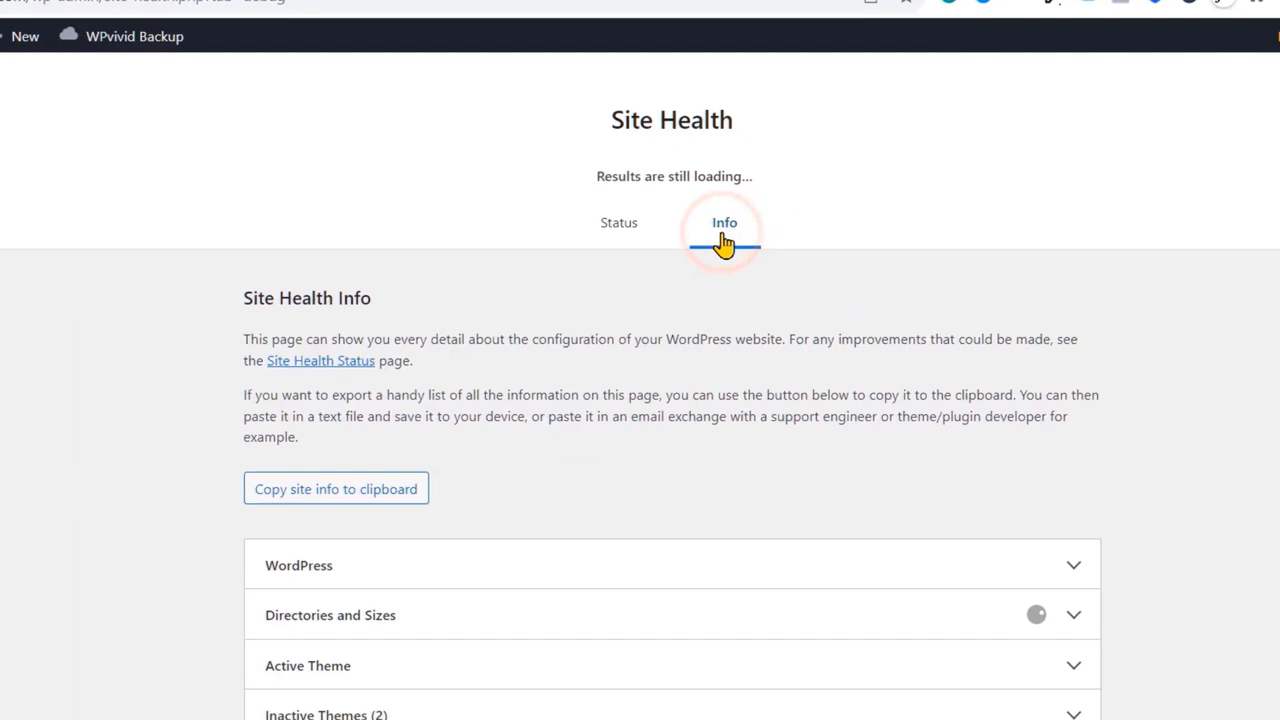 New WPvivid Backup
Site Health
Results are still loading...
Status Info
Site Health Info
This page can show you every detail about the configuration of your WordPress website. For any improvements that could be made, see
the Site Health Status page.
If you want to export a handy list of all the information on this page, you can use the button below to copy it to the clipboard. You can then
paste it in a text file and save it to your device, or paste it in an email exchange with a support engineer or theme/plugin developer for
example.
Copy site info to clipboard
WordPress
Directories and Sizes
Active Theme
Inactive Themes (2)